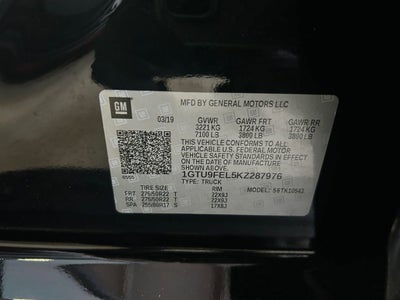 GM
MFD BY GENERAL MOTORS LLC
03/19 GVWR GAWR FRT GAWR RR
3221 KG 1724 KG 1724 KG
7100 LB 3800 LB 3800 LB
THIS VEHICLE CONFORMS TO ALL APPLICABLE
U.S. FEDERAL MOTOR VEHICLE SAFETY AND
THEFT PREVENTION STANDARDS IN EFFECT ON
THE DATE OF MANUFACTURE SHOWN ABOVE.
1GTU9FEL5KZ287976
TYPE: TRUCK MODEL:
TIRE SIZE RIM
FRT 275/50R22 T 22X9J
RR 275/50R22 T 22X9J
SPA 255/80R17 S 17X8J